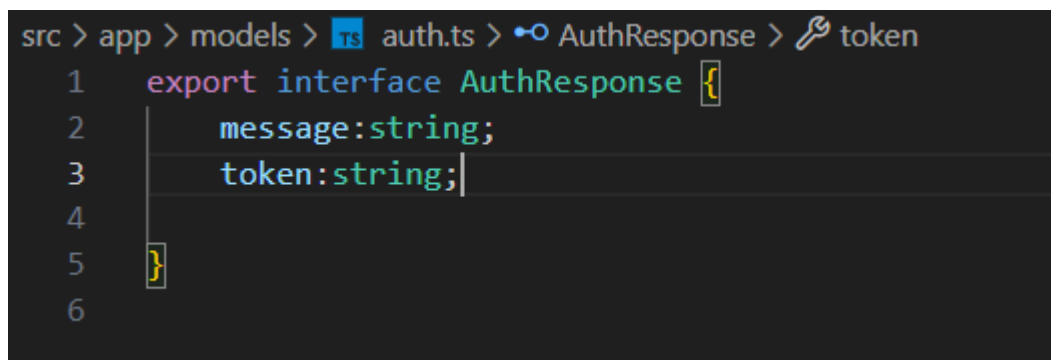 src > app > models > TS auth.ts > AuthResponse > token
1 export interface AuthResponse {
2     message:string;
3     token:string;
4
5 }
6